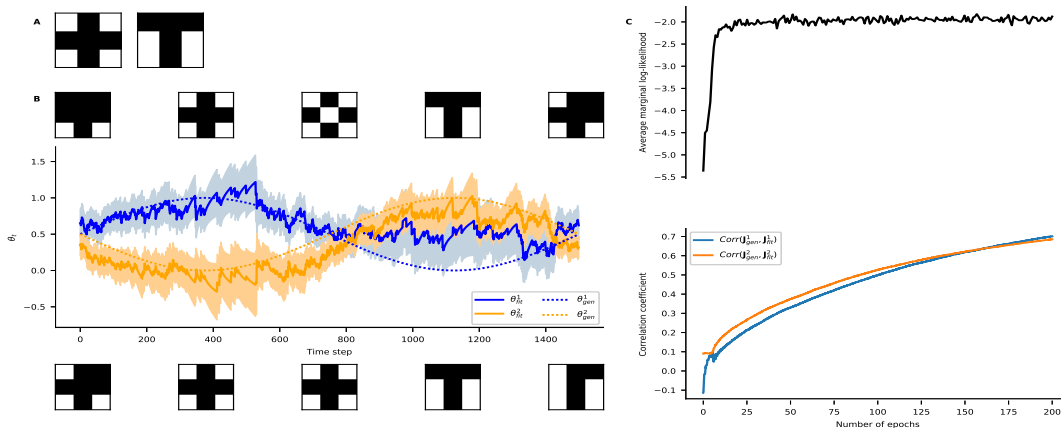 A
B
1.5
1.0
0.5
0.0
−0.5
θt
0 200 400 600 800 1000 1200 1400
Time step
θ¹fit θ¹gen
θ²fit θ²gen
C
−2.0
−2.5
−3.0
−3.5
−4.0
−4.5
−5.0
−5.5
Average marginal log-likelihood
0.7
0.6
0.5
0.4
0.3
0.2
0.1
0.0
−0.1
Correlation coefficient
Corr(J¹gen, J¹fit)
Corr(J²gen, J²fit)
0 25 50 75 100 125 150 175 200
Number of epochs